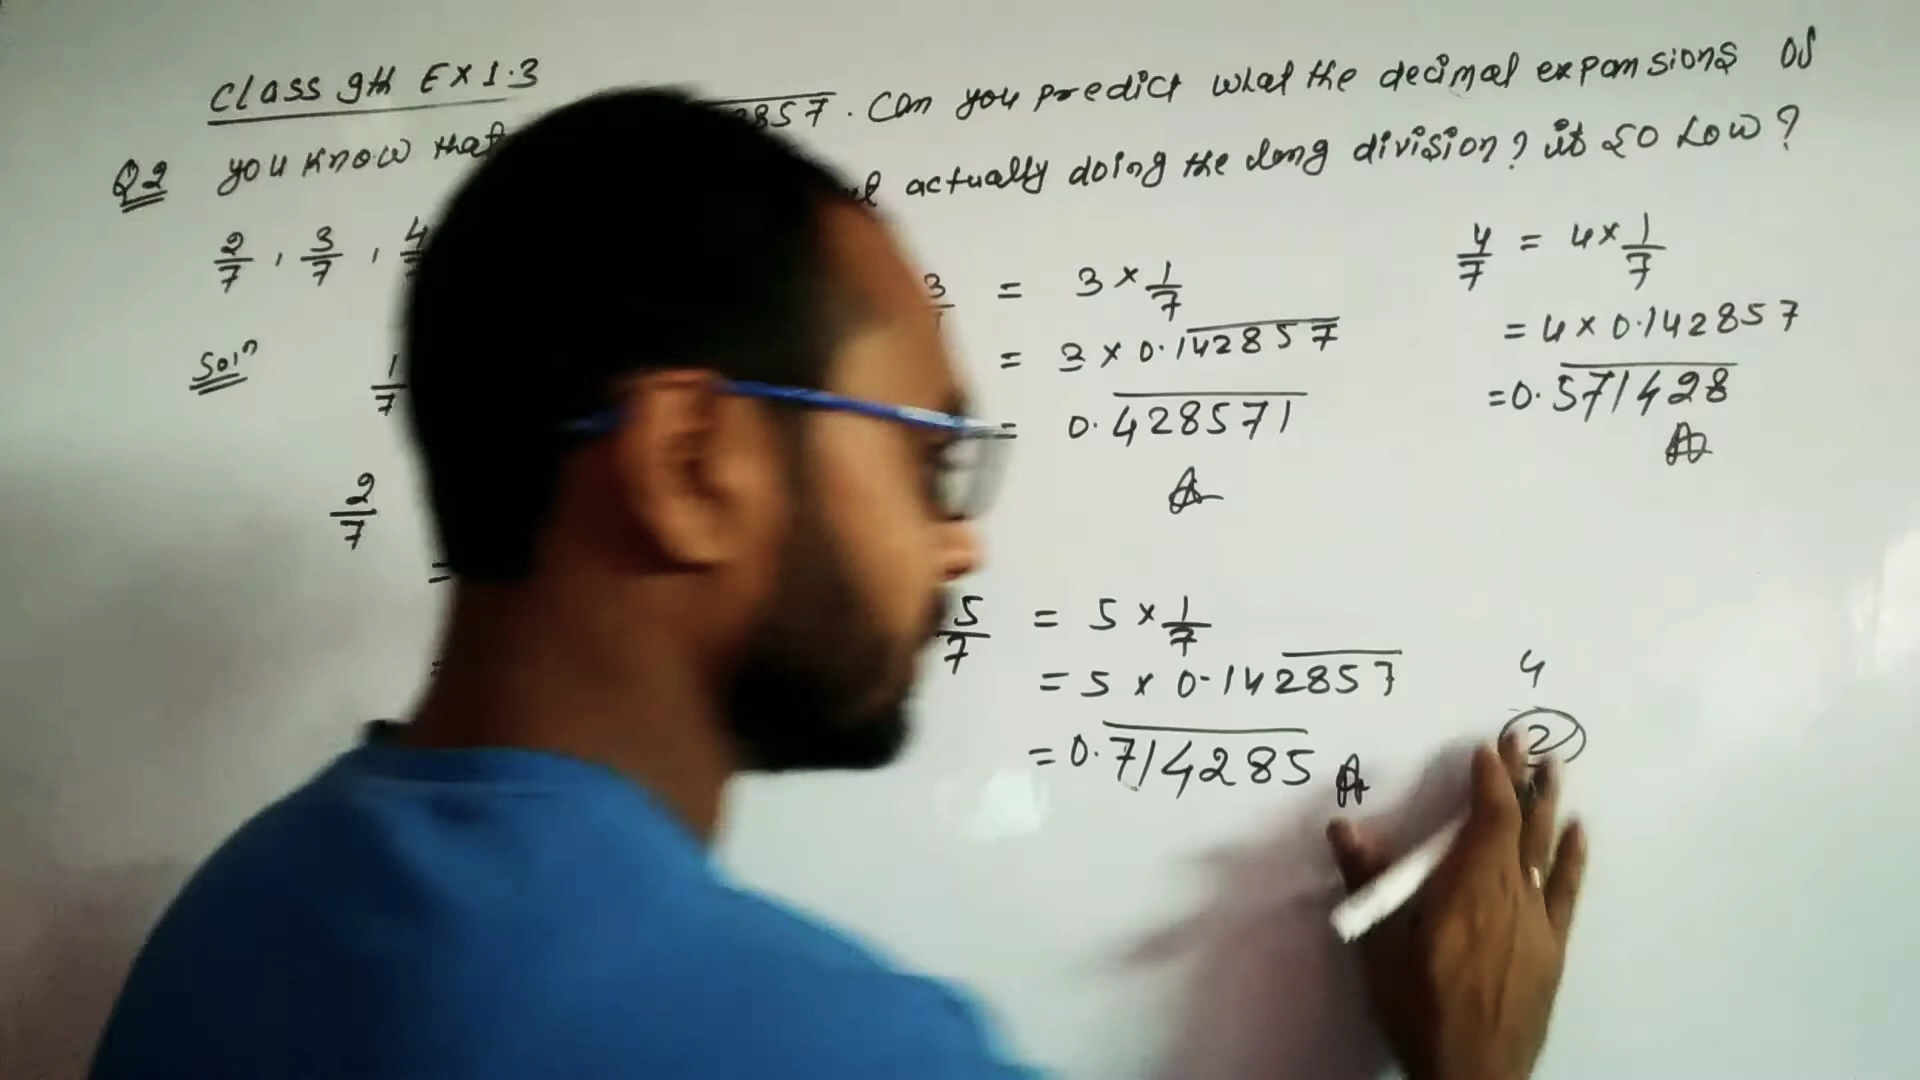 Class 9th EX 1.3
Q2 you know that 857. Can you predict what the decimal expansions of
2/7, 3/7, 4 actually doing the long division? it so Low?
Soln
1/7
2/7
=
=
3 = 3 × 1/7
= 3 × 0.142857
= 0.428571
4/7 = 4 × 1/7
= 4 × 0.142857
= 0.571428
5/7 = 5 × 1/7
= 5 × 0.142857
= 0.714285
4
2